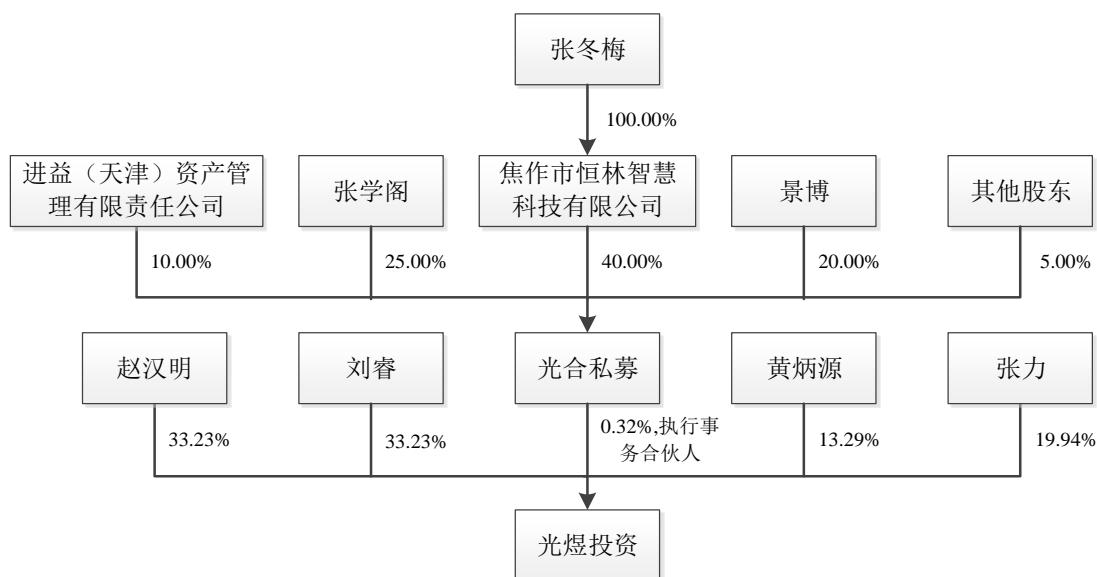 张冬梅
100.00%
进益（天津）资产管
理有限责任公司
张学阁
焦作市恒林智慧
科技有限公司
景博
其他股东
10.00%
25.00%
40.00%
20.00%
5.00%
赵汉明
刘睿
光合私募
黄炳源
张力
33.23%
33.23%
0.32%,执行事
务合伙人
13.29%
19.94%
光煜投资